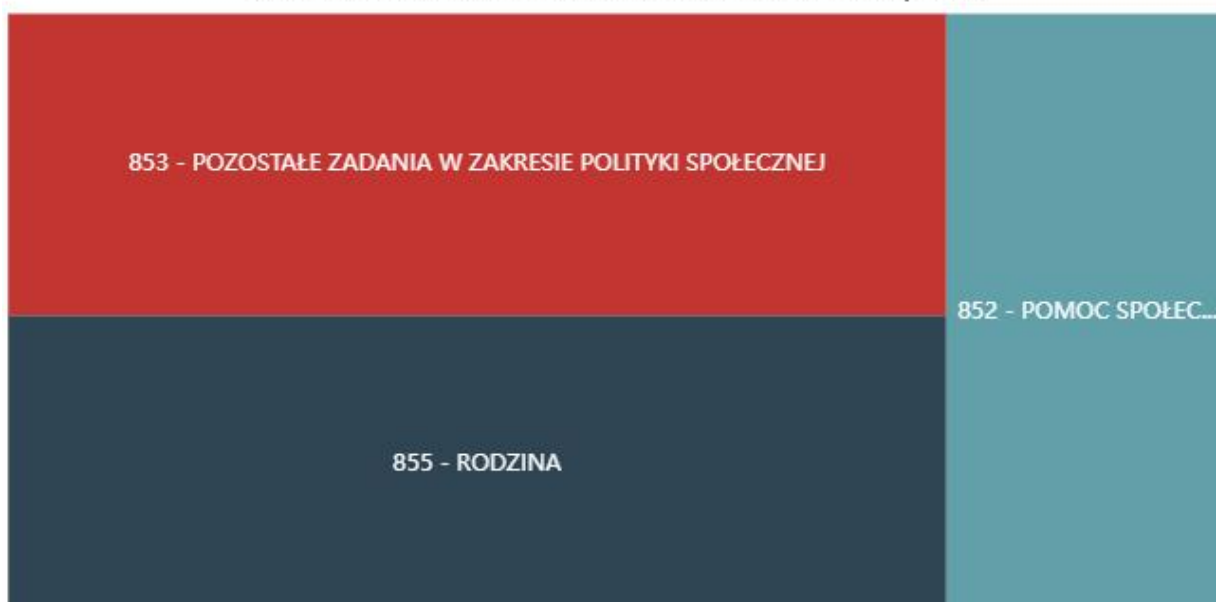 853 - POZOSTAŁE ZADANIA W ZAKRESIE POLITYKI SPOŁECZNEJ
852 - POMOC SPOŁEC...
855 - RODZINA